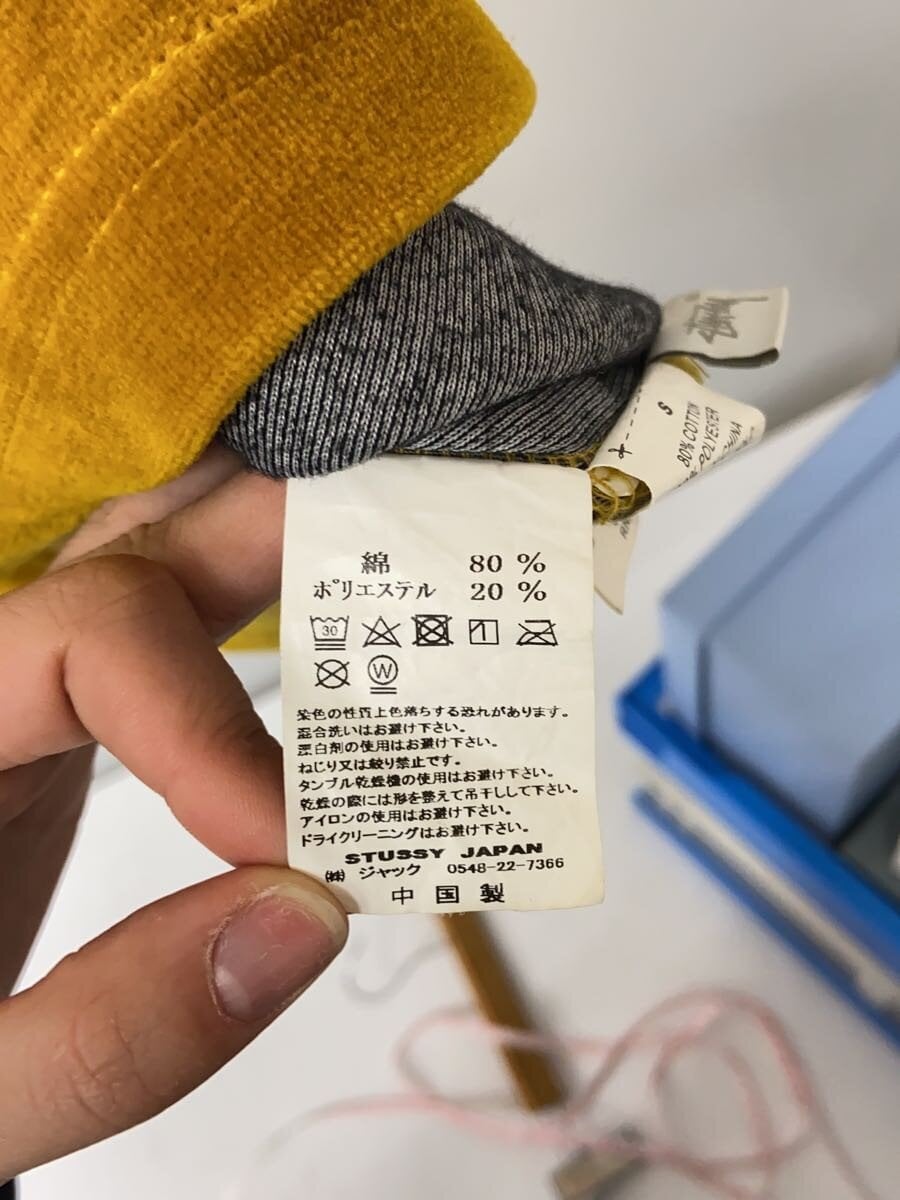 STUSSY
S
80% COTTON
POLYESTER
CHINA
綿 80 %
ポリエステル 20 %
30
1
W
染色の性質上色落ちする恐れがあります。
混合洗いはお避け下さい。
漂白剤の使用はお避け下さい。
ねじり又は絞り禁止です。
タンブル乾燥機の使用はお避け下さい。
乾燥の際には形を整えて吊干しして下さい。
アイロンの使用はお避け下さい。
ドライクリーニングはお避け下さい。
STUSSY JAPAN
㈱ ジャック 0548-22-7366
中国製